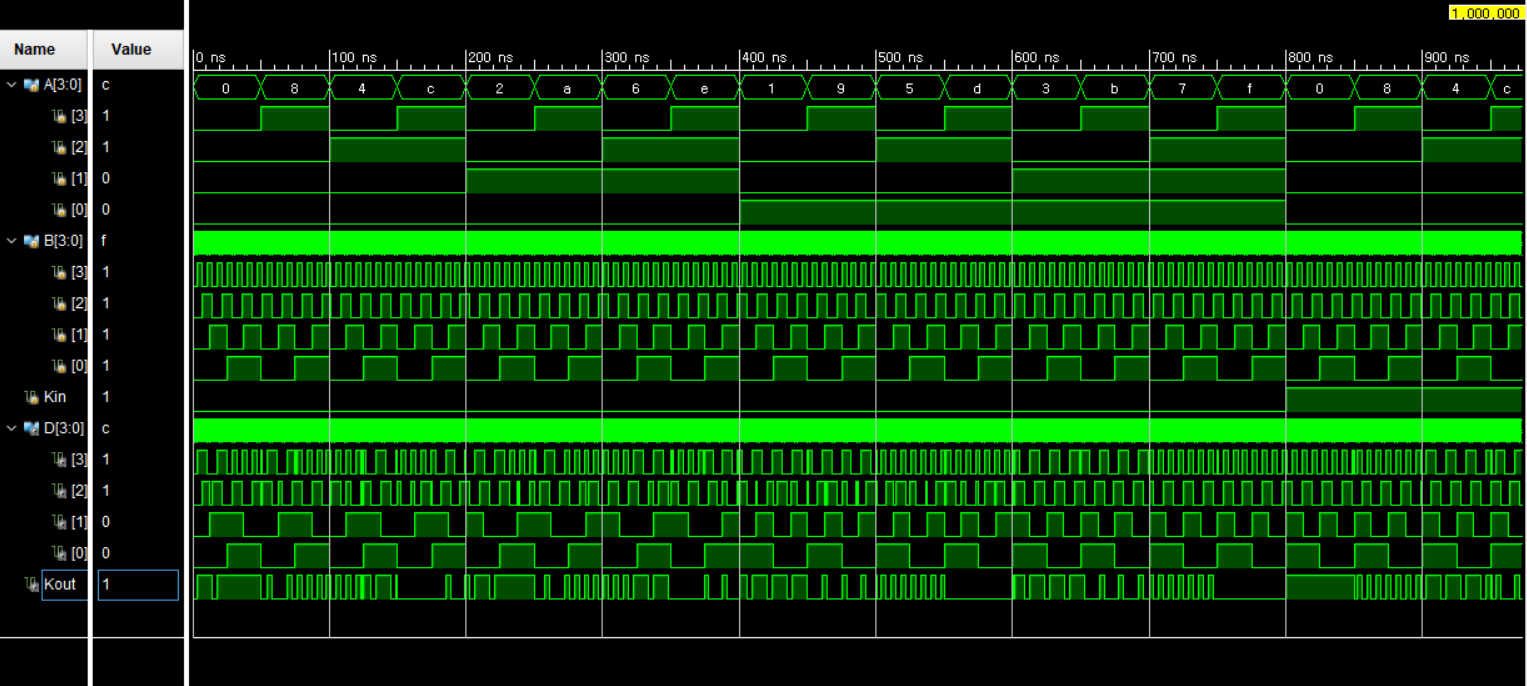 1,000,000
Name Value
0 ns 100 ns 200 ns 300 ns 400 ns 500 ns 600 ns 700 ns 800 ns 900 ns
A[3:0] c 0 8 4 c 2 a 6 e 1 9 5 d 3 b 7 f 0 8 4 c
[3] 1
[2] 1
[1] 0
[0] 0
B[3:0] f
[3] 1
[2] 1
[1] 1
[0] 1
Kin 1
D[3:0] c
[3] 1
[2] 1
[1] 0
[0] 0
Kout 1